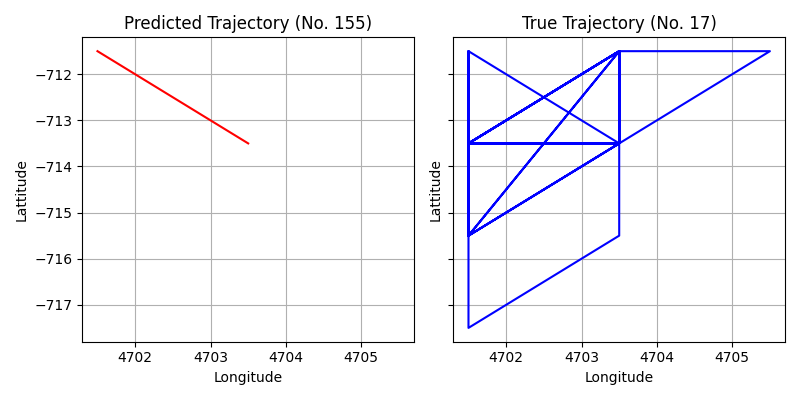 Predicted Trajectory (No. 155)
True Trajectory (No. 17)
Lattitude
−712
−713
−714
−715
−716
−717
4702
4703
4704
4705
Longitude
Lattitude
4702
4703
4704
4705
Longitude